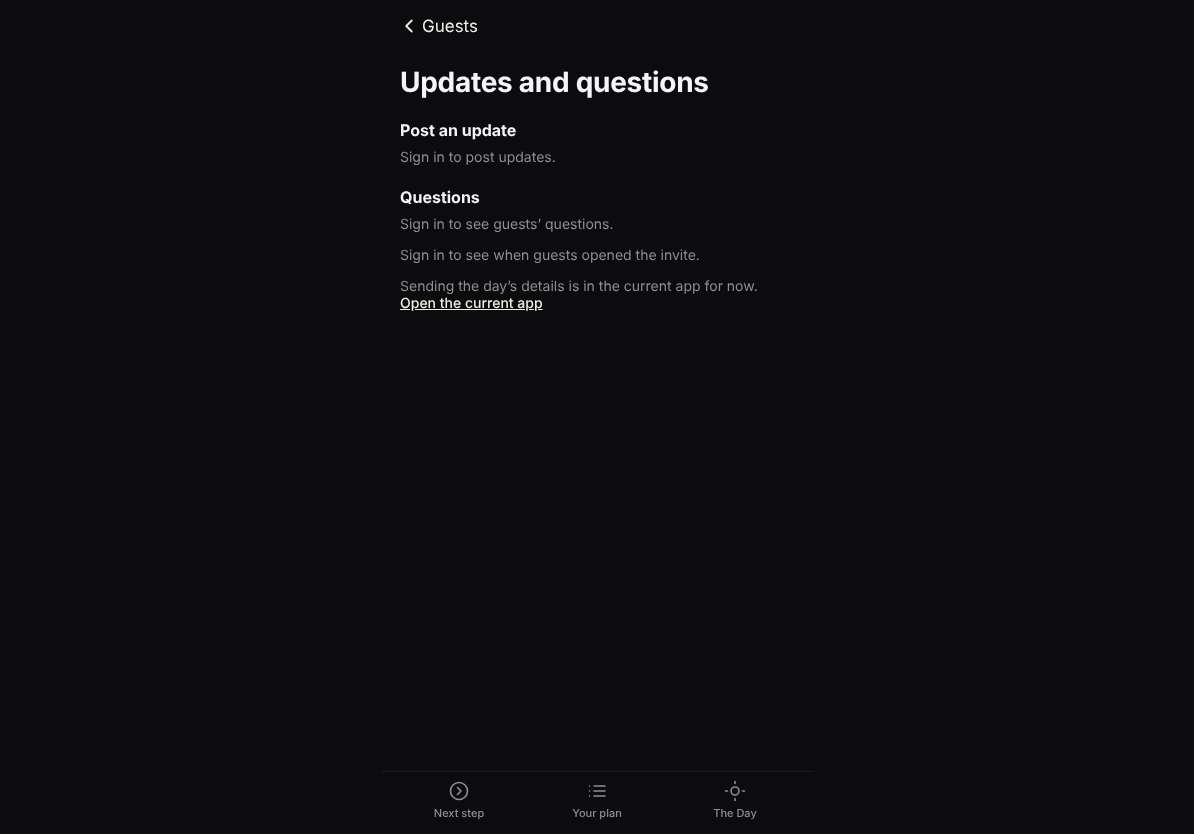 Guests
Updates and questions
Post an update
Sign in to post updates.
Questions
Sign in to see guests’ questions.
Sign in to see when guests opened the invite.
Sending the day’s details is in the current app for now.
Open the current app
Next step
Your plan
The Day